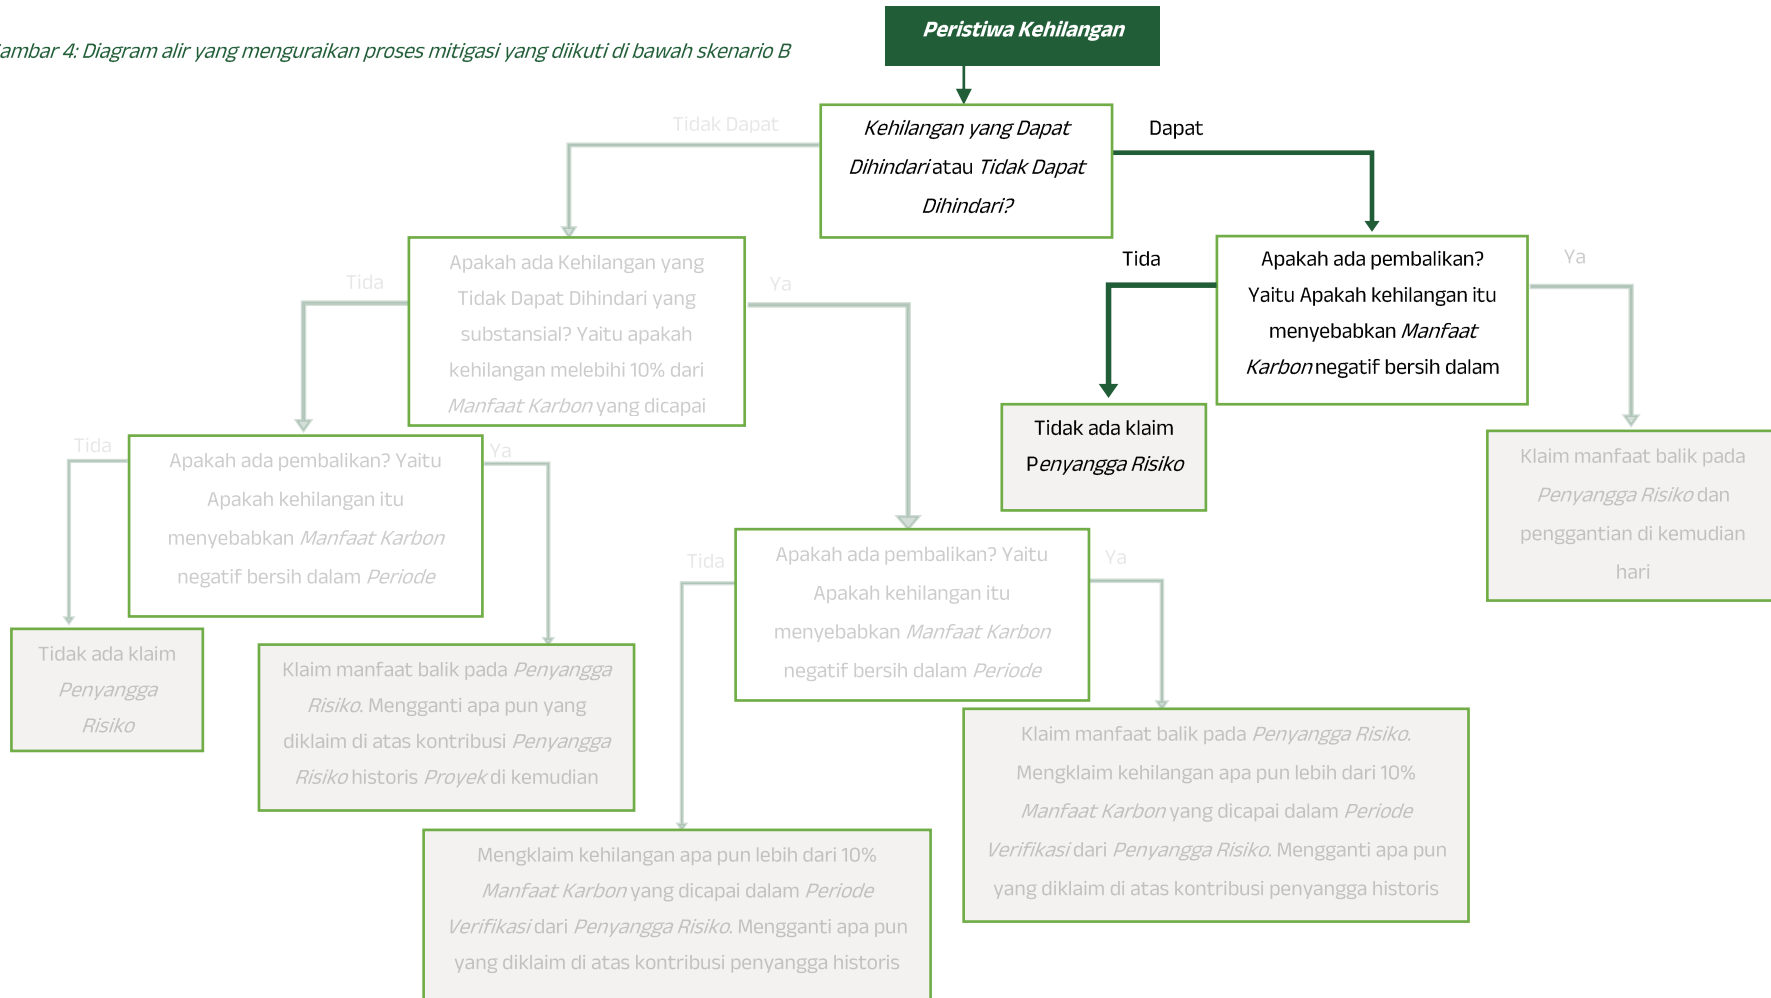 Peristiwa Kehilangan
ambar 4: Diagram alir yang menguraikan proses mitigasi yang diikuti di bawah skenario B
Tidak Dapat
Kehilangan yang Dapat
Dihindari atau Tidak Dapat
Dihindari?
Dapat
Tida
Apakah ada Kehilangan yang
Tidak Dapat Dihindari yang
substansial? Yaitu apakah
kehilangan melebihi 10% dari
Manfaat Karbon yang dicapai
Ya
Tida
Apakah ada pembalikan?
Yaitu Apakah kehilangan itu
menyebabkan Manfaat
Karbon negatif bersih dalam
Ya
Tidak ada klaim
Penyangga Risiko
Klaim manfaat balik pada
Penyangga Risiko dan
penggantian di kemudian
hari
Tida
Apakah ada pembalikan? Yaitu
Apakah kehilangan itu
menyebabkan Manfaat Karbon
negatif bersih dalam Periode
Ya
Tida
Apakah ada pembalikan? Yaitu
Apakah kehilangan itu
menyebabkan Manfaat Karbon
negatif bersih dalam Periode
Ya
Tidak ada klaim
Penyangga
Risiko
Klaim manfaat balik pada Penyangga
Risiko. Mengganti apa pun yang
diklaim di atas kontribusi Penyangga
Risiko historis Proyek di kemudian
Klaim manfaat balik pada Penyangga Risiko.
Mengklaim kehilangan apa pun lebih dari 10%
Manfaat Karbon yang dicapai dalam Periode
Verifikasi dari Penyangga Risiko. Mengganti apa pun
yang diklaim di atas kontribusi penyangga historis
Mengklaim kehilangan apa pun lebih dari 10%
Manfaat Karbon yang dicapai dalam Periode
Verifikasi dari Penyangga Risiko. Mengganti apa pun
yang diklaim di atas kontribusi penyangga historis